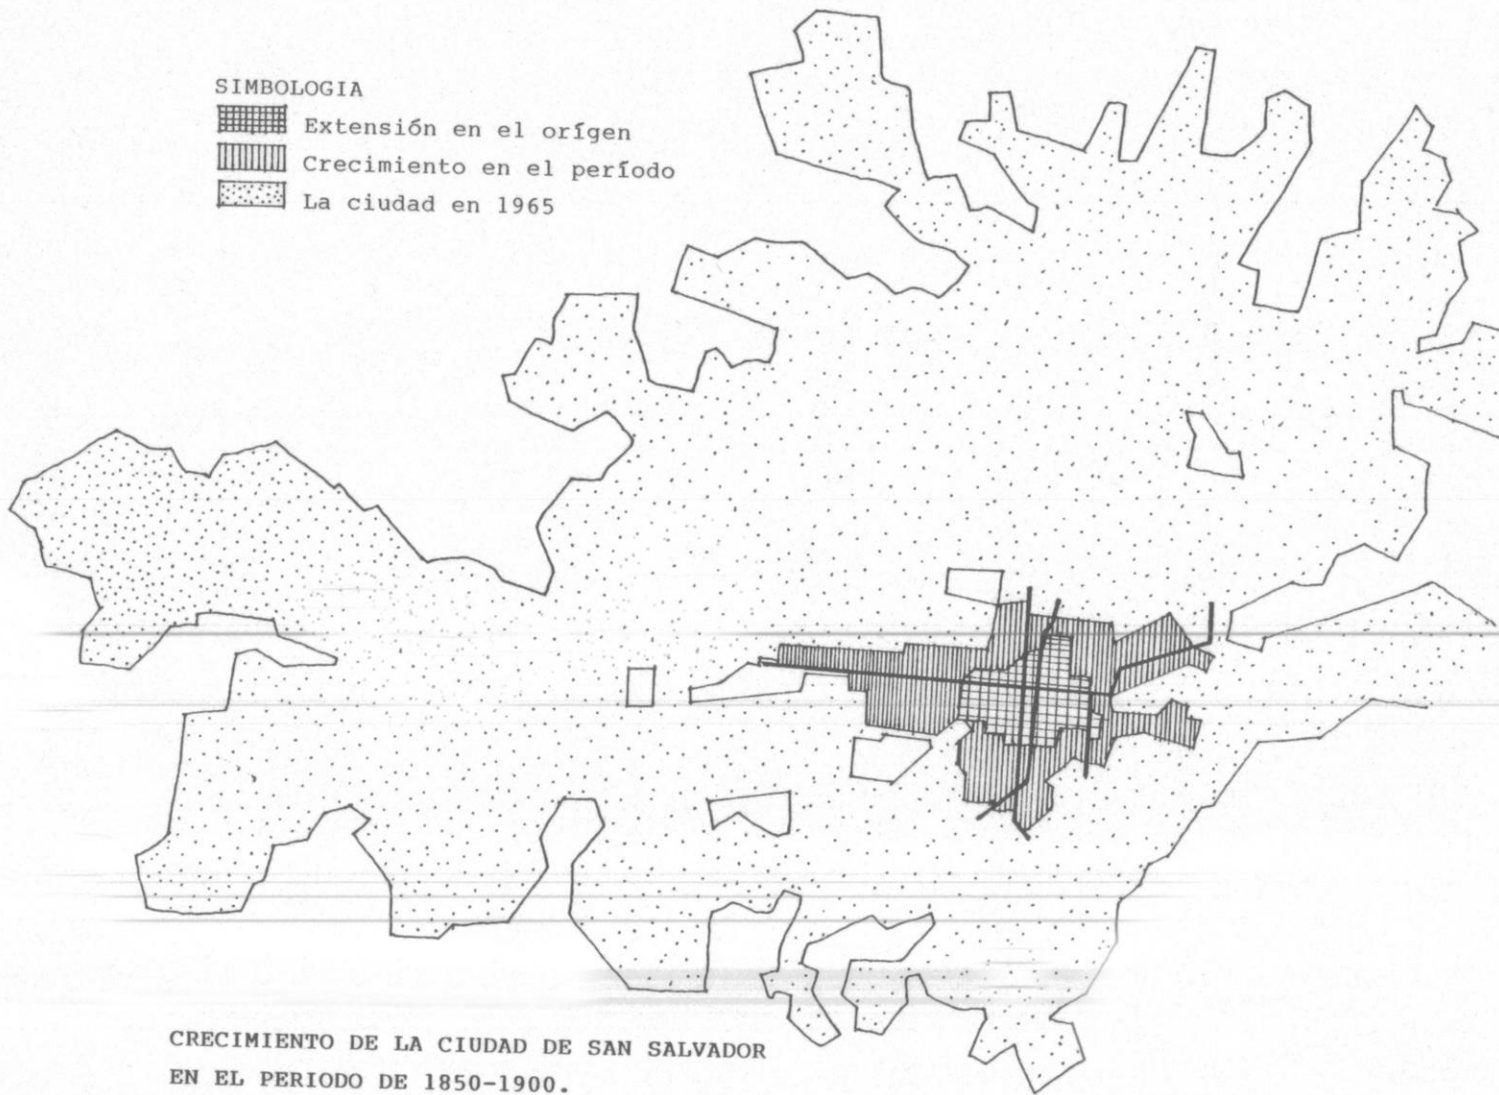 SIMBOLOGIA
Extensión en el orígen
Crecimiento en el período
La ciudad en 1965
CRECIMIENTO DE LA CIUDAD DE SAN SALVADOR
EN EL PERIODO DE 1850-1900.